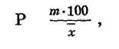 P m·100 / x̄ ,